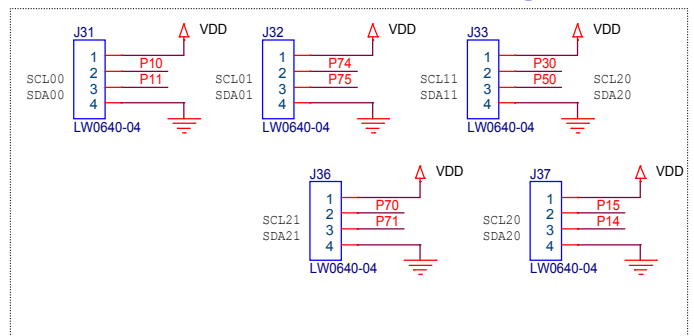 J31 VDD
1
SCL00 2 P10
SDA00 3 P11
4
LW0640-04
J32 VDD
1
SCL01 2 P74
SDA01 3 P75
4
LW0640-04
J33 VDD
1
SCL11 2 P30 SCL20
SDA11 3 P50 SDA20
4
LW0640-04
J36 VDD
1
SCL21 2 P70
SDA21 3 P71
4
LW0640-04
J37 VDD
1
SCL20 2 P15
SDA20 3 P14
4
LW0640-04